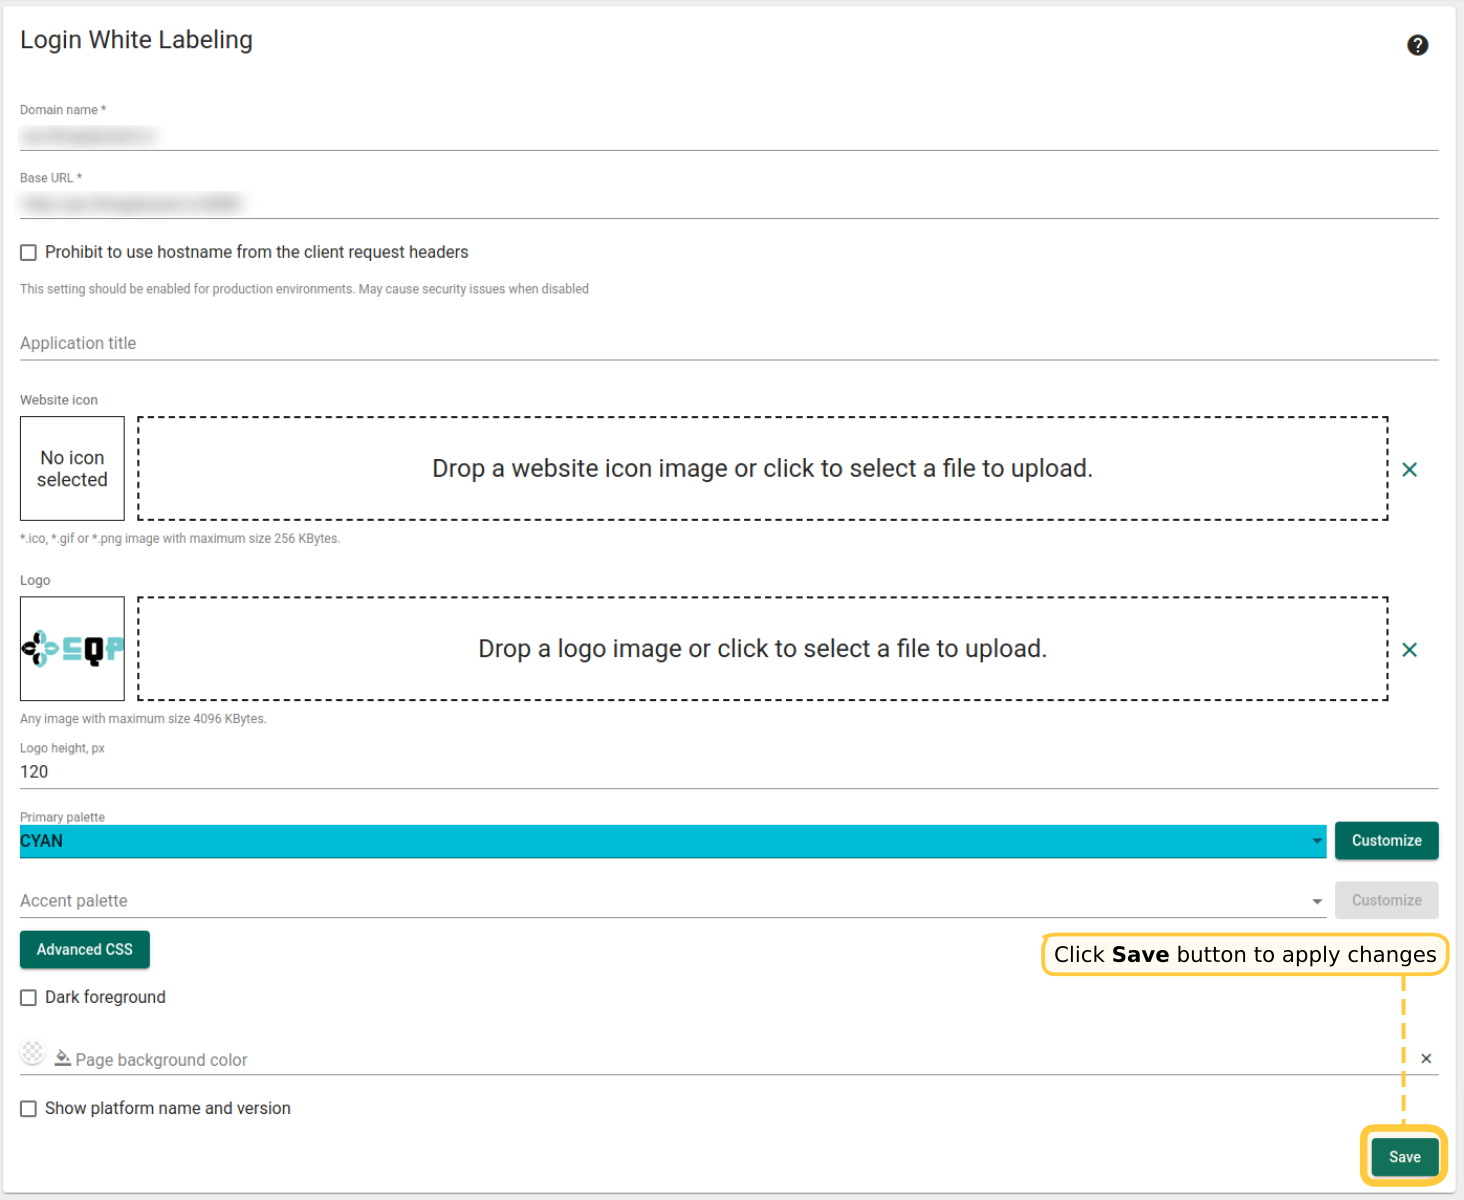 Login White Labeling
Domain name *
Base URL *
Prohibit to use hostname from the client request headers
This setting should be enabled for production environments. May cause security issues when disabled
Application title
Website icon
No icon
selected
Drop a website icon image or click to select a file to upload.
*.ico, *.gif or *.png image with maximum size 256 KBytes.
Logo
SQP
Drop a logo image or click to select a file to upload.
Any image with maximum size 4096 KBytes.
Logo height, px
120
Primary palette
CYAN
Customize
Accent palette
Customize
Advanced CSS
Click Save button to apply changes
Dark foreground
Page background color
Show platform name and version
Save